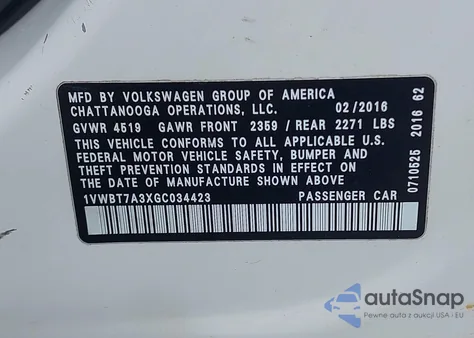 MFD BY VOLKSWAGEN GROUP OF AMERICA
CHATTANOOGA OPERATIONS, LLC. 02/2016
GVWR 4519 GAWR FRONT 2359 / REAR 2271 LBS
THIS VEHICLE CONFORMS TO ALL APPLICABLE U.S.
FEDERAL MOTOR VEHICLE SAFETY, BUMPER AND
THEFT PREVENTION STANDARDS IN EFFECT ON THE
DATE OF MANUFACTURE SHOWN ABOVE
1VWBT7A3XGC034423 PASSENGER CAR
0710525 2016 62
autoSnap
Pewne auta z aukcji USA i EU